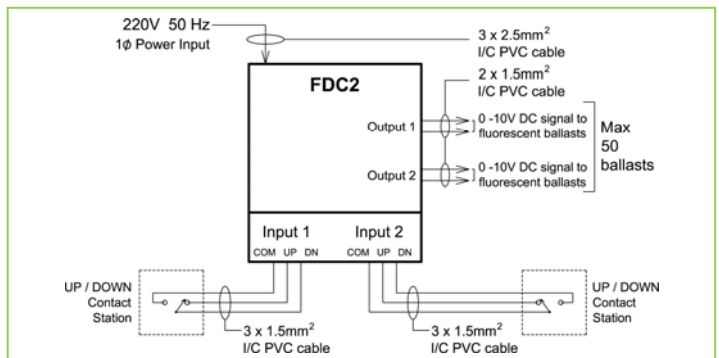 220V 50 Hz
1ϕ Power Input
3 x 2.5mm²
I/C PVC cable
2 x 1.5mm²
I/C PVC cable
FDC2
Output 1
0 -10V DC signal to
fluorescent ballasts
Output 2
0 -10V DC signal to
fluorescent ballasts
Max
50
ballasts
Input 1
COM UP DN
Input 2
COM UP DN
UP / DOWN
Contact
Station
3 x 1.5mm²
I/C PVC cable
3 x 1.5mm²
I/C PVC cable
UP / DOWN
Contact
Station